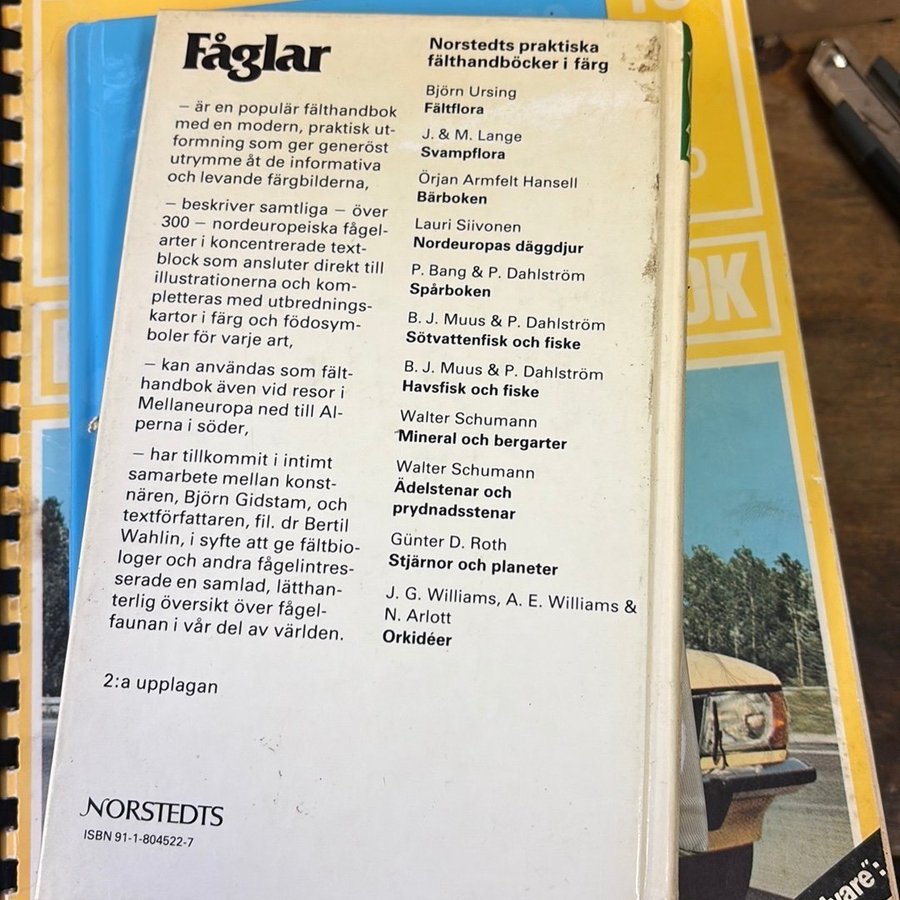 Fåglar
– är en populär fälthandbok
med en modern, praktisk ut-
formning som ger generöst
utrymme åt de informativa
och levande färgbilderna,
– beskriver samtliga – över
300 – nordeuropeiska fågel-
arter i koncentrerade text-
block som ansluter direkt till
illustrationerna och kom-
pletteras med utbrednings-
kartor i färg och födosym-
boler för varje art,
– kan användas som fält-
handbok även vid resor i
Mellaneuropa ned till Al-
perna i söder,
– har tillkommit i intimt
samarbete mellan konst-
nären, Björn Gidstam, och
textförfattaren, fil. dr Bertil
Wahlin, i syfte att ge fältbio-
loger och andra fågelintres-
serade en samlad, lätthan-
terlig översikt över fågel-
faunan i vår del av världen.
2:a upplagan
NORSTEDTS
ISBN 91-1-804522-7
Norstedts praktiska
fälthandböcker i färg
Björn Ursing
Fältflora
J. & M. Lange
Svampflora
Örjan Armfelt Hansell
Bärboken
Lauri Siivonen
Nordeuropas däggdjur
P. Bang & P. Dahlström
Spårboken
B. J. Muus & P. Dahlström
Sötvattenfisk och fiske
B. J. Muus & P. Dahlström
Havsfisk och fiske
Walter Schumann
Mineral och bergarter
Walter Schumann
Ädelstenar och
prydnadsstenar
Günter D. Roth
Stjärnor och planeter
J. G. Williams, A. E. Williams &
N. Arlott
Orkidéer